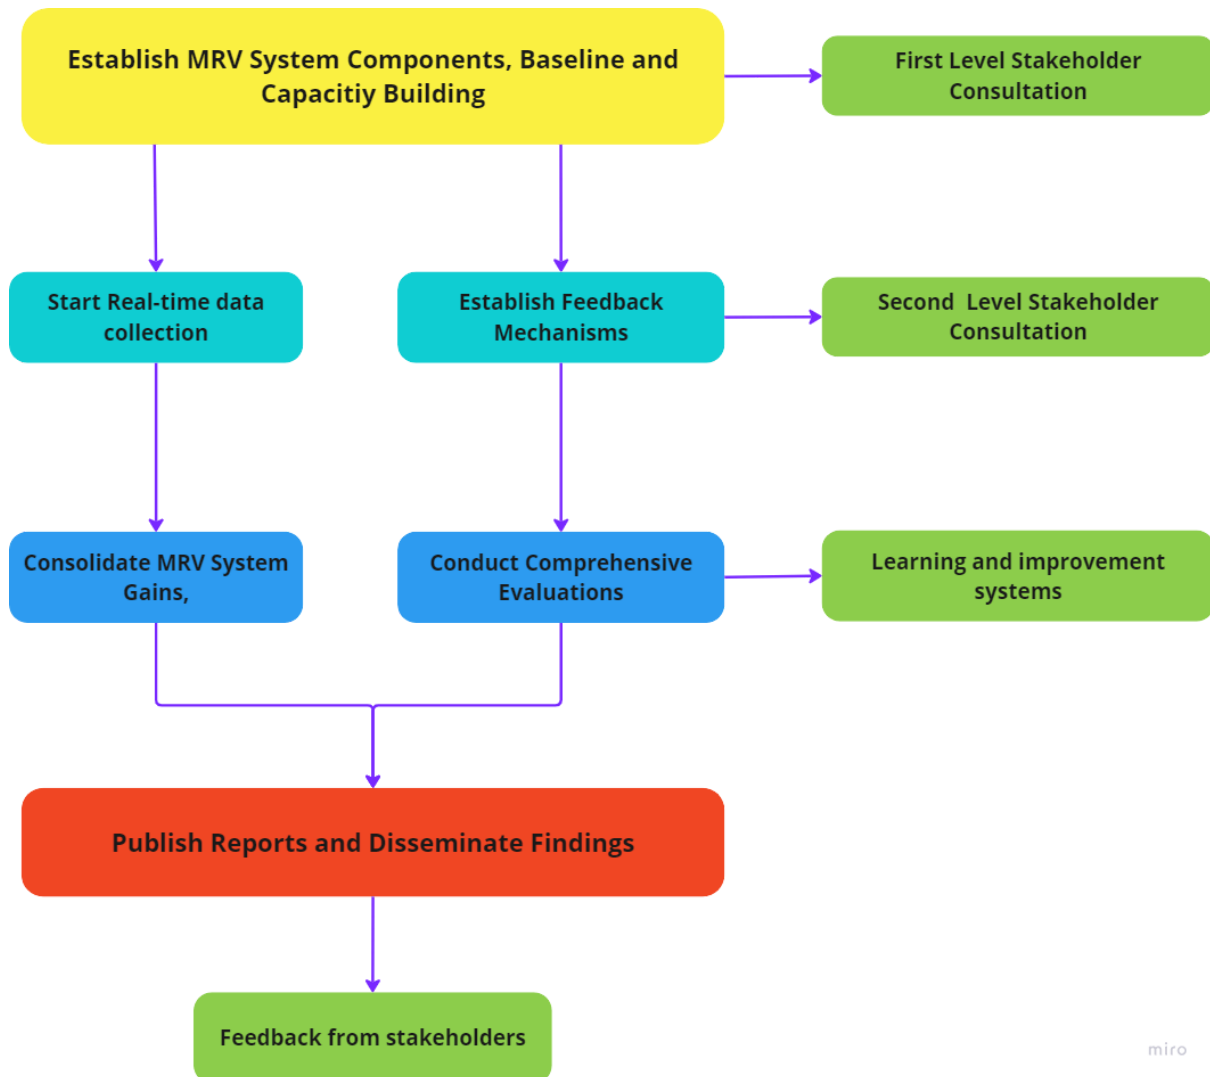 Establish MRV System Components, Baseline and
Capacitiy Building
First Level Stakeholder
Consultation
Start Real-time data
collection
Establish Feedback
Mechanisms
Second  Level Stakeholder
Consultation
Consolidate MRV System
Gains,
Conduct Comprehensive
Evaluations
Learning and improvement
systems
Publish Reports and Disseminate Findings
Feedback from stakeholders
miro